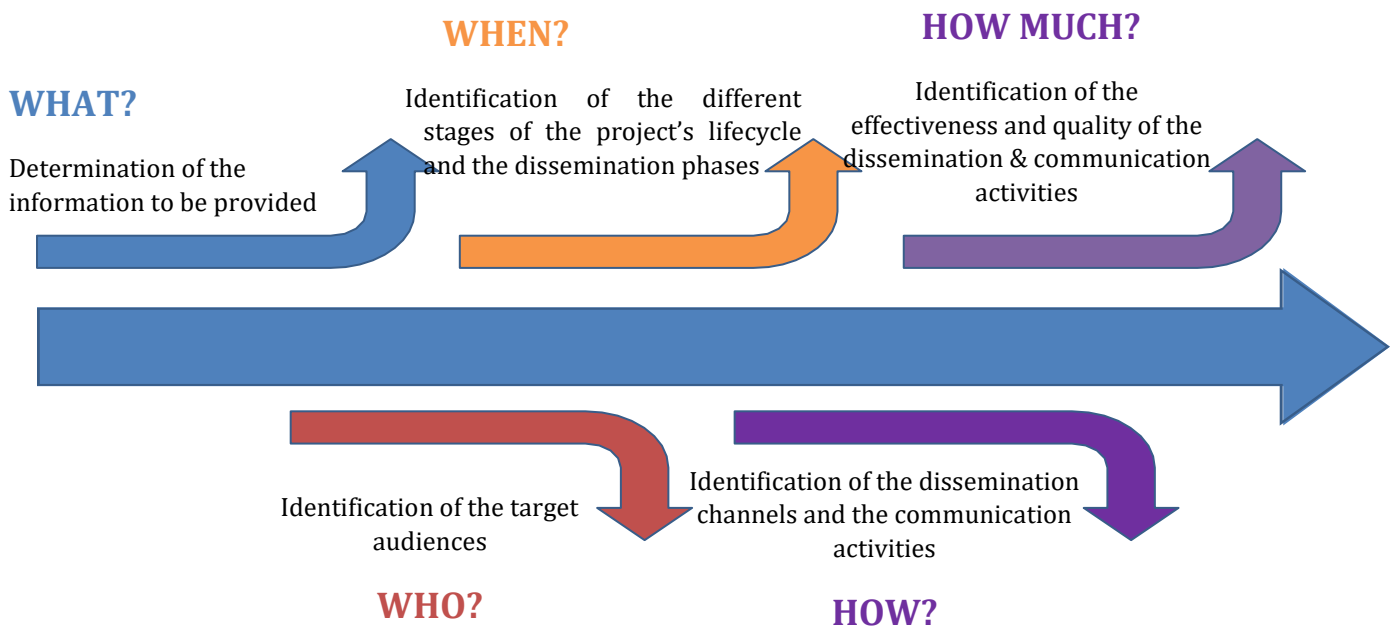 WHAT?
Determination of the
information to be provided
WHEN?
Identification of the different
stages of the project’s lifecycle
and the dissemination phases
HOW MUCH?
Identification of the
effectiveness and quality of the
dissemination & communication
activities
Identification of the target
audiences
WHO?
Identification of the dissemination
channels and the communication
activities
HOW?